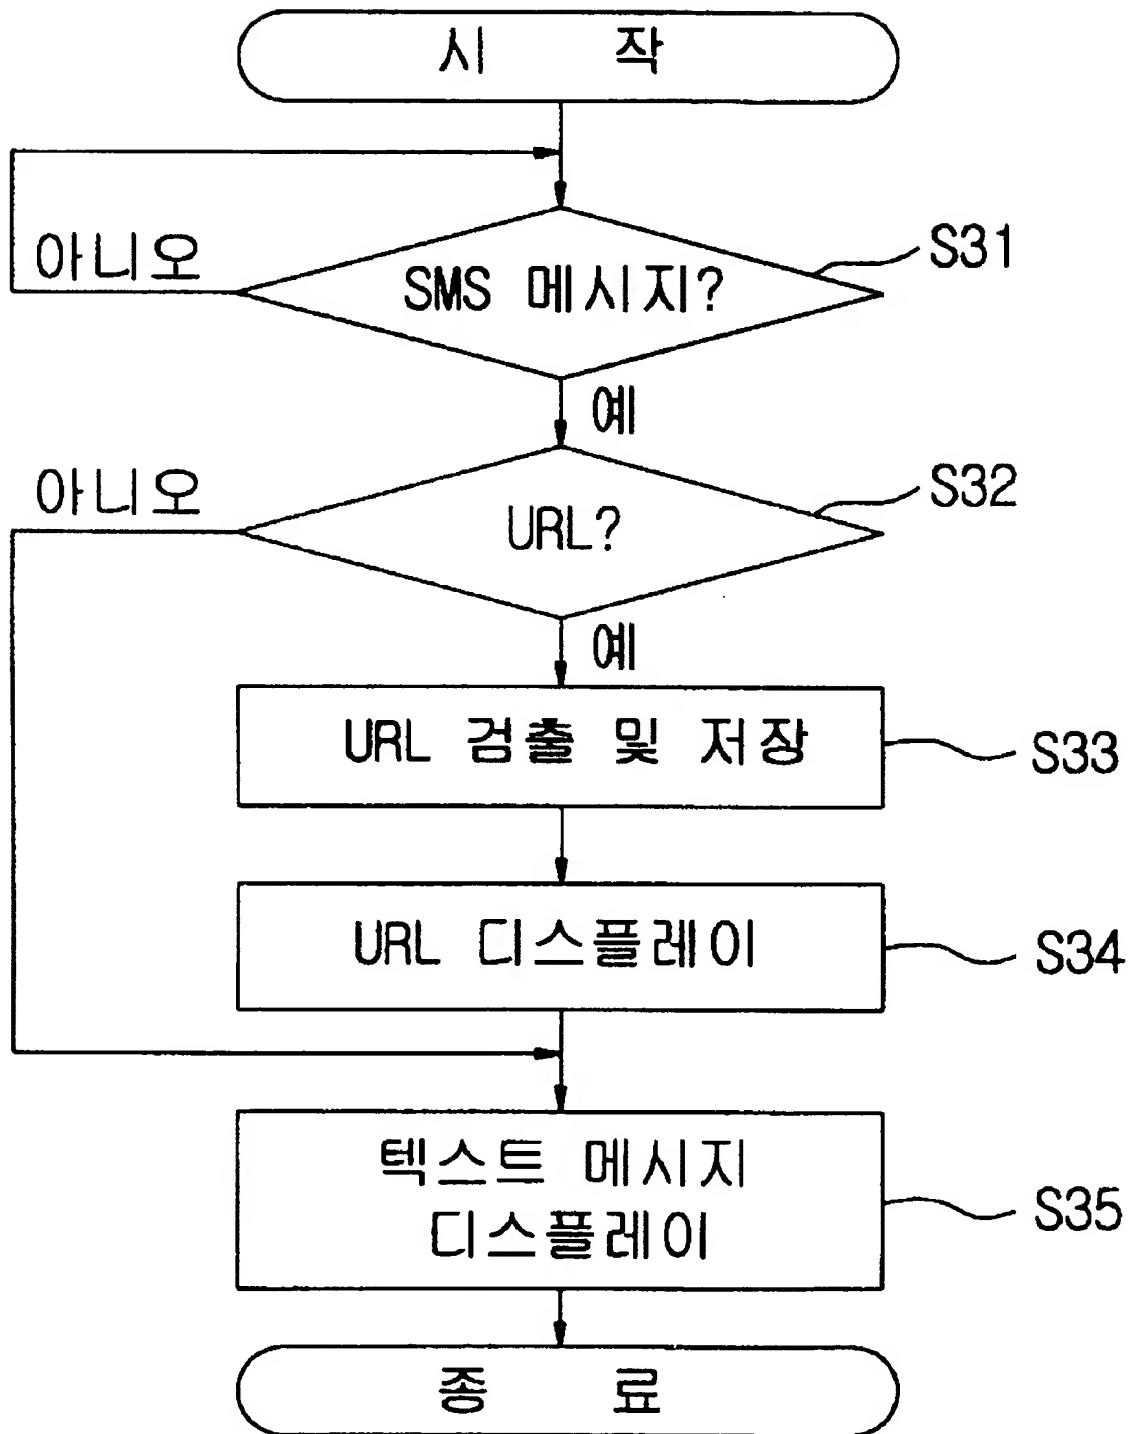 시 작
아니오
SMS 메시지?
S31
예
아니오
URL?
S32
예
URL 검출 및 저장
S33
URL 디스플레이
S34
텍스트 메시지
디스플레이
S35
종 료